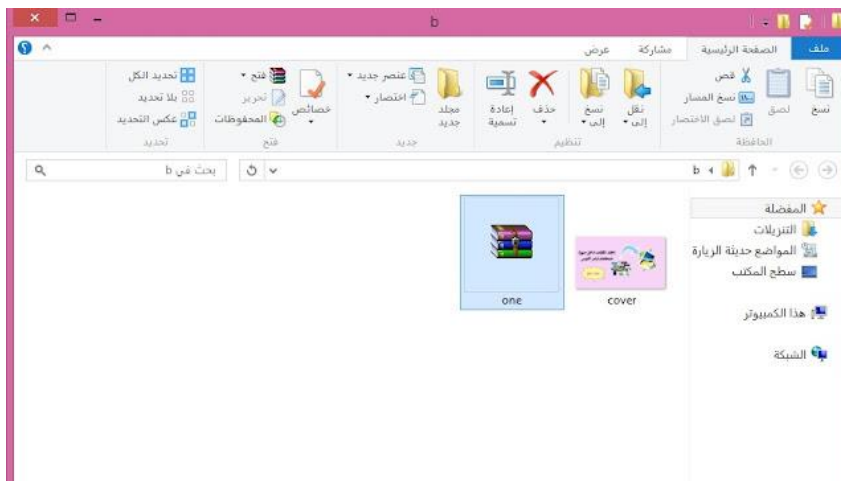 b
ملف
الصفحة الرئيسية
مشاركة
عرض
نسخ
لصق
قص
نسخ المسار
لصق الاختصار
الحافظة
نقل إلى
نسخ إلى
حذف
إعادة تسمية
تنظيم
مجلد جديد
عنصر جديد
اختصار
جديد
خصائص
فتح
تحرير
المحفوظات
فتح
تحديد الكل
بلا تحديد
عكس التحديد
تحديد
b
بحث في b
المفضلة
التنزيلات
المواضع حديثة الزيارة
سطح المكتب
هذا الكمبيوتر
الشبكة
cover
one